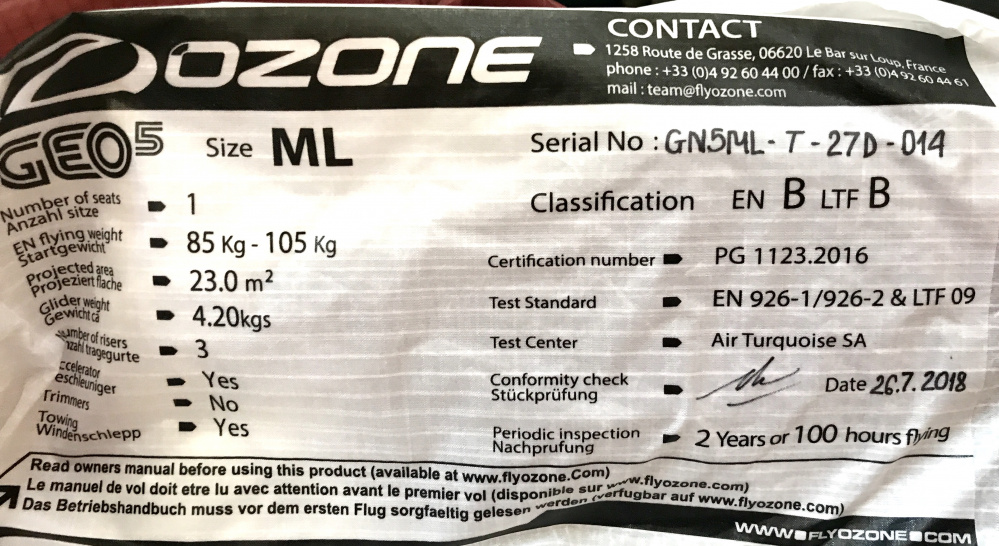 OZONE
CONTACT
1258 Route de Grasse, 06620 Le Bar sur Loup, France
phone : +33 (0)4 92 60 44 00 / fax : +33 (0)4 92 60 44 61
mail : team@flyozone.com
GEO5 Size ML
Serial No : GN5ML - T - 27D - 014
Classification EN B LTF B
Number of seats 1
Anzahl sitze
EN flying weight 85 Kg - 105 Kg
Startgewicht
Projected area 23.0 m²
Projeziert flache
Glider weight 4.20kgs
Gewicht ca
Number of risers 3
Anzahl tragegurte
Accelerator Yes
Beschleuniger
Trimmers No
Towing Yes
Windenschlepp
Certification number PG 1123.2016
Test Standard EN 926-1/926-2 & LTF 09
Test Center Air Turquoise SA
Conformity check Date 26.7.2018
Stückprüfung
Periodic inspection 2 Years or 100 hours flying
Nachprufung
Read owners manual before using this product (available at www.flyozone.Com)
Le manuel de vol doit etre lu avec attention avant le premier vol (disponible sur www.flyozone.com)
Das Betriebshandbuch muss vor dem ersten Flug sorgfaeltig gelesen werden (verfugbar auf www.flyozone.com)
WWW.FLYOZONE.COM